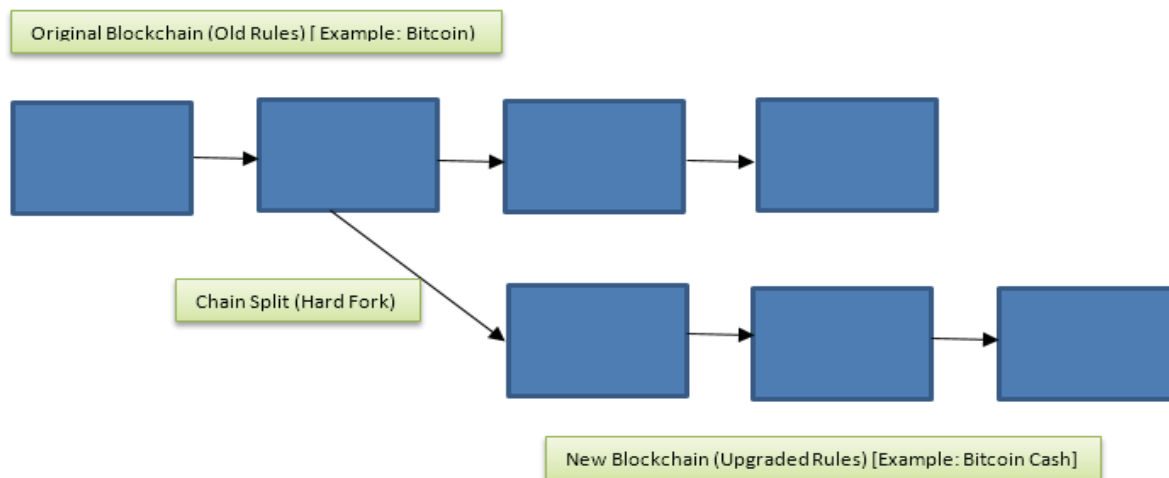 Original Blockchain (Old Rules) [ Example: Bitcoin)
Chain Split (Hard Fork)
New Blockchain (Upgraded Rules) [Example: Bitcoin Cash]